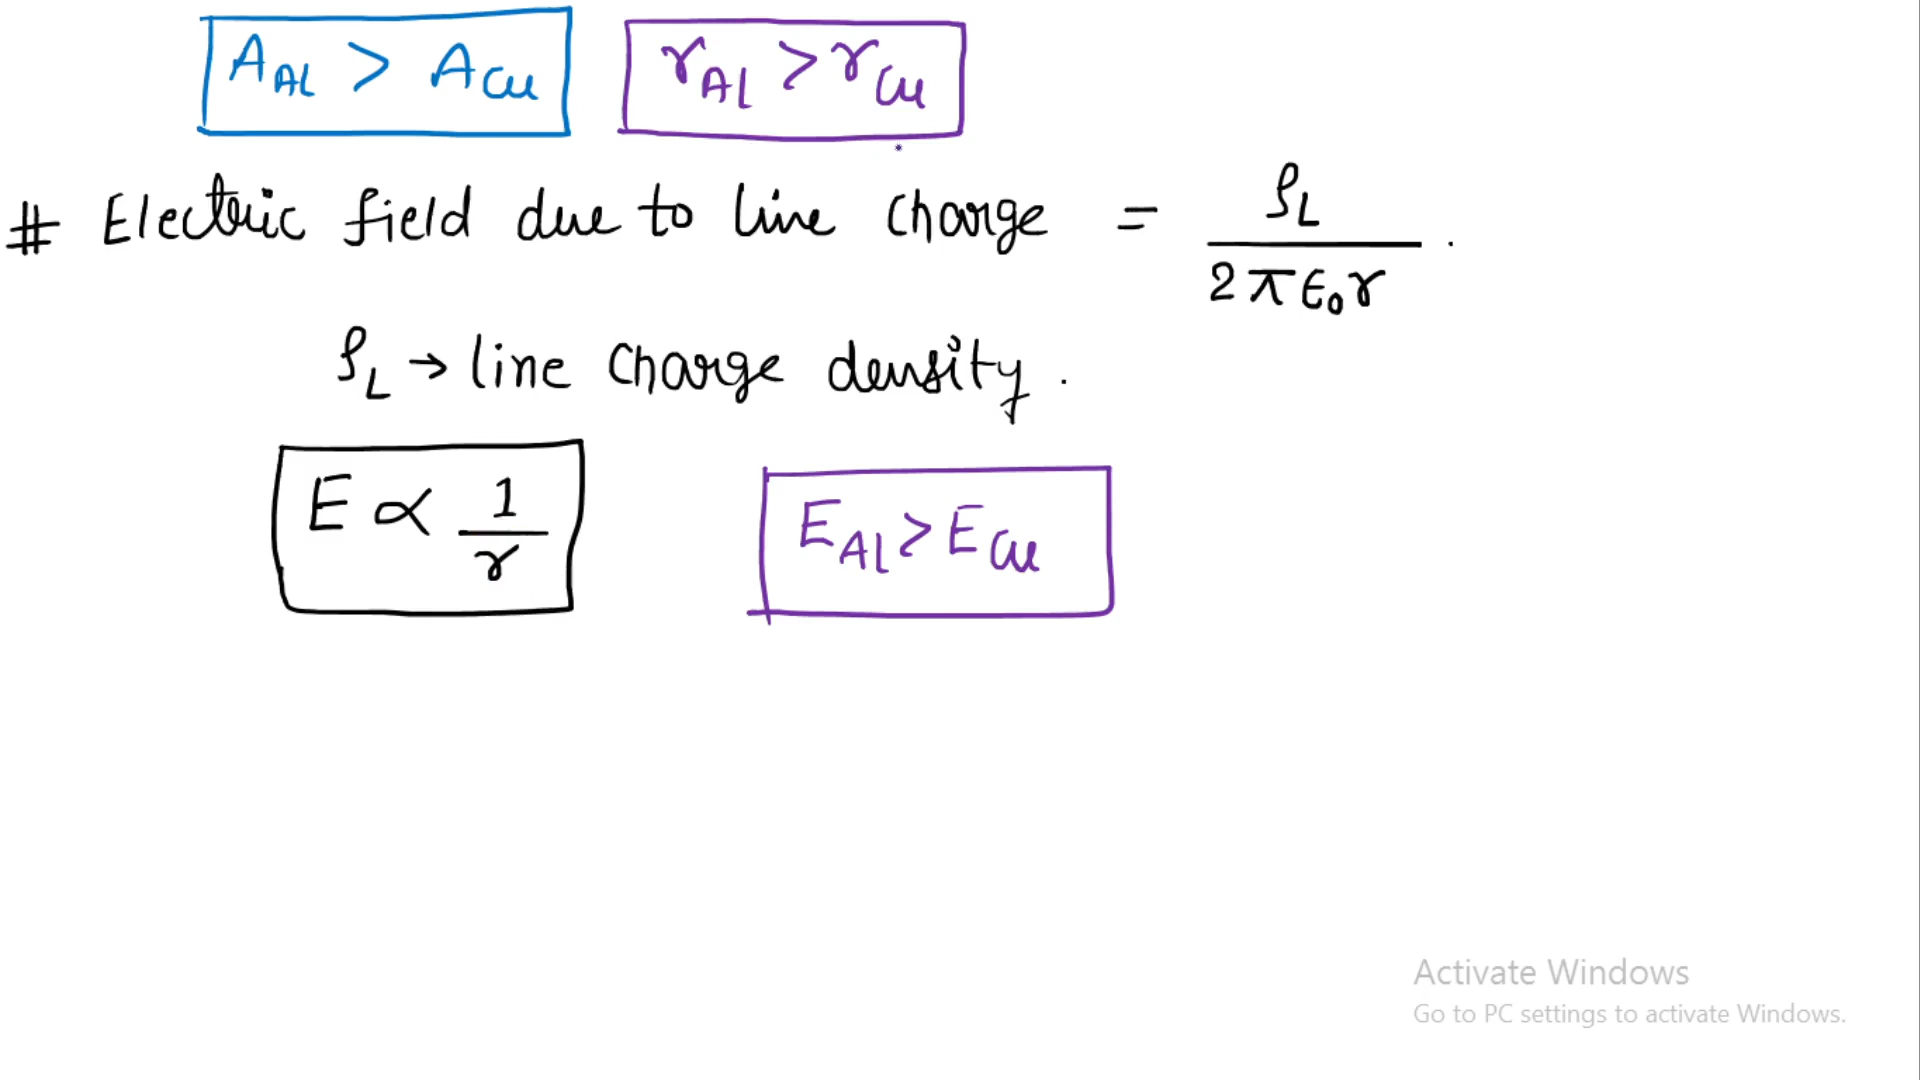 A_Al > A_Cu r_Al > r_Cu
# Electric field due to line charge = ρ_L / 2πϵ₀r .
ρ_L → line charge density .
E ∝ 1/r E_Al > E_Cu
Activate Windows
Go to PC settings to activate Windows.